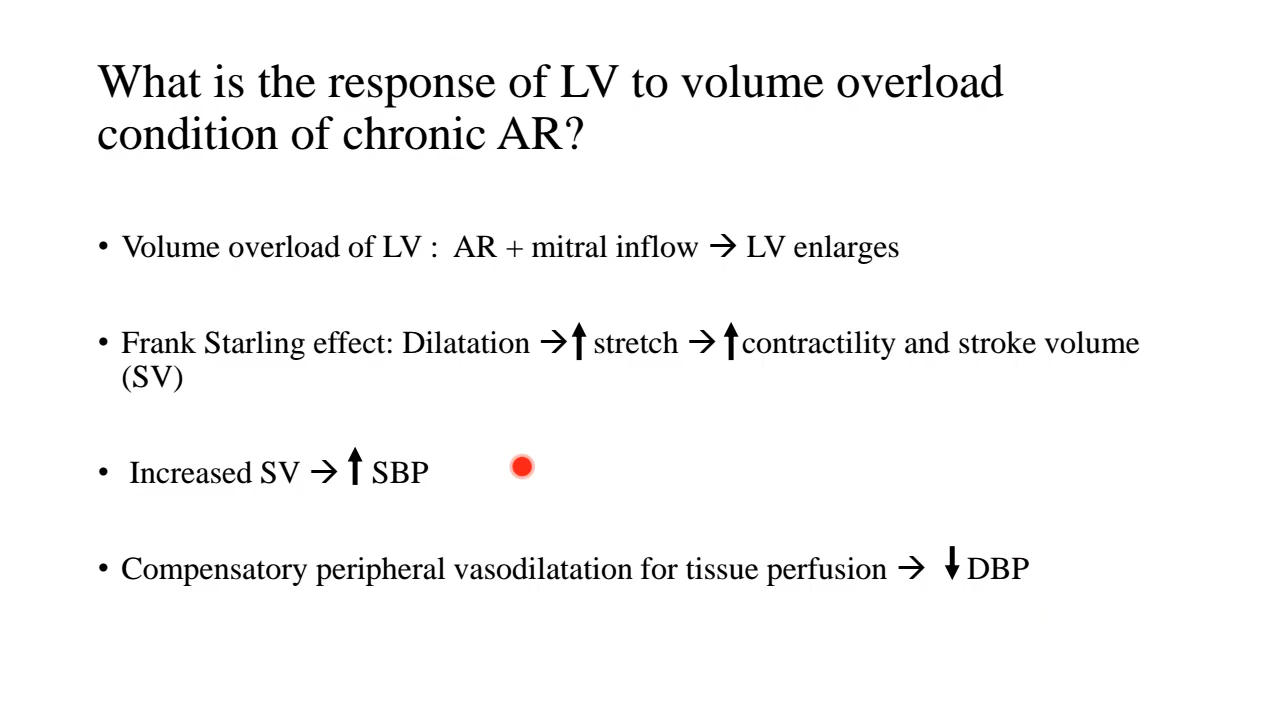 What is the response of LV to volume overload
condition of chronic AR?
• Volume overload of LV :  AR + mitral inflow → LV enlarges
• Frank Starling effect: Dilatation →↑ stretch → ↑contractility and stroke volume
(SV)
• Increased SV → ↑ SBP
• Compensatory peripheral vasodilatation for tissue perfusion → ↓DBP